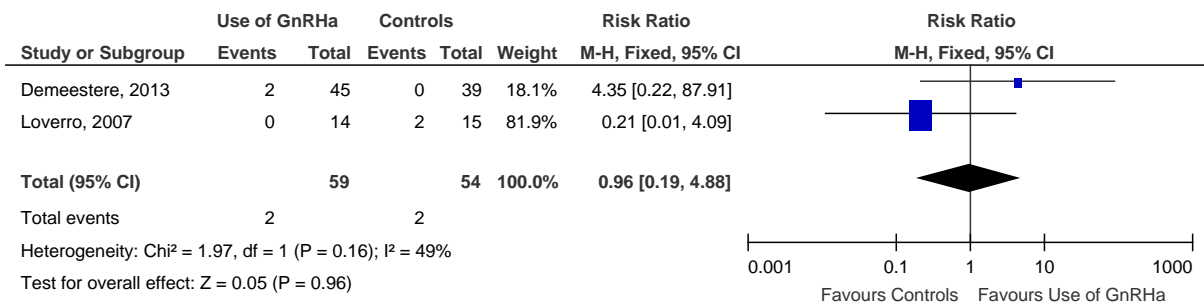 Use of GnRHa Controls Risk Ratio Risk Ratio
Study or Subgroup Events Total Events Total Weight M-H, Fixed, 95% CI M-H, Fixed, 95% CI
Demeestere, 2013 2 45 0 39 18.1% 4.35 [0.22, 87.91]
Loverro, 2007 0 14 2 15 81.9% 0.21 [0.01, 4.09]
Total (95% CI) 59 54 100.0% 0.96 [0.19, 4.88]
Total events 2 2
Heterogeneity: Chi² = 1.97, df = 1 (P = 0.16); I² = 49%
Test for overall effect: Z = 0.05 (P = 0.96)
0.001 0.1 1 10 1000
Favours Controls Favours Use of GnRHa